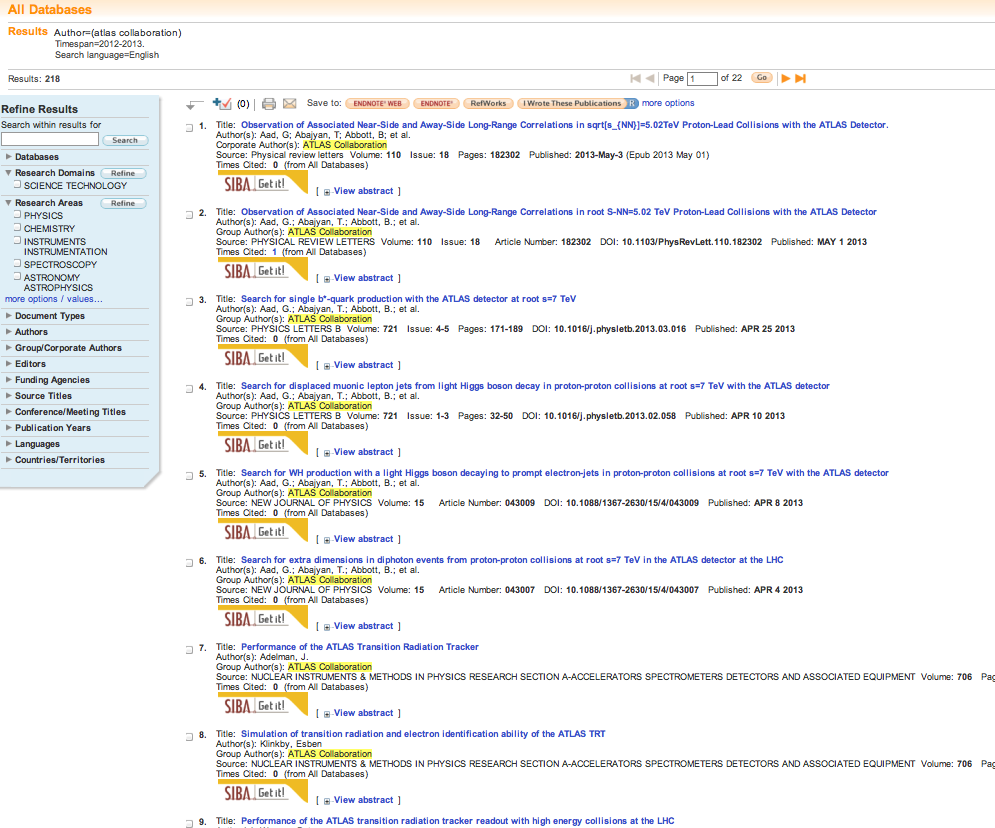 All Databases
Results Author=(atlas collaboration)
Timespan=2012-2013.
Search language=English
Results: 218
Page 1 of 22 Go
Refine Results
Search within results for
Search
Databases
Research Domains Refine
SCIENCE TECHNOLOGY
Research Areas Refine
PHYSICS
CHEMISTRY
INSTRUMENTS
INSTRUMENTATION
SPECTROSCOPY
ASTRONOMY
ASTROPHYSICS
more options / values...
Document Types
Authors
Group/Corporate Authors
Editors
Funding Agencies
Source Titles
Conference/Meeting Titles
Publication Years
Languages
Countries/Territories
(0) Save to: ENDNOTE® WEB ENDNOTE® RefWorks I Wrote These Publications R more options
1. Title: Observation of Associated Near-Side and Away-Side Long-Range Correlations in sqrt[s_{NN}]=5.02TeV Proton-Lead Collisions with the ATLAS Detector.
Author(s): Aad, G; Abajyan, T; Abbott, B; et al.
Corporate Author(s): ATLAS Collaboration
Source: Physical review letters Volume: 110 Issue: 18 Pages: 182302 Published: 2013-May-3 (Epub 2013 May 01)
Times Cited: 0 (from All Databases)
SIBA Get it! [ View abstract ]
2. Title: Observation of Associated Near-Side and Away-Side Long-Range Correlations in root S-NN=5.02 TeV Proton-Lead Collisions with the ATLAS Detector
Author(s): Aad, G.; Abajyan, T.; Abbott, B.; et al.
Group Author(s): ATLAS Collaboration
Source: PHYSICAL REVIEW LETTERS Volume: 110 Issue: 18 Article Number: 182302 DOI: 10.1103/PhysRevLett.110.182302 Published: MAY 1 2013
Times Cited: 1 (from All Databases)
SIBA Get it! [ View abstract ]
3. Title: Search for single b*-quark production with the ATLAS detector at root s=7 TeV
Author(s): Aad, G.; Abajyan, T.; Abbott, B.; et al.
Group Author(s): ATLAS Collaboration
Source: PHYSICS LETTERS B Volume: 721 Issue: 4-5 Pages: 171-189 DOI: 10.1016/j.physletb.2013.03.016 Published: APR 25 2013
Times Cited: 0 (from All Databases)
SIBA Get it! [ View abstract ]
4. Title: Search for displaced muonic lepton jets from light Higgs boson decay in proton-proton collisions at root s=7 TeV with the ATLAS detector
Author(s): Aad, G.; Abajyan, T.; Abbott, B.; et al.
Group Author(s): ATLAS Collaboration
Source: PHYSICS LETTERS B Volume: 721 Issue: 1-3 Pages: 32-50 DOI: 10.1016/j.physletb.2013.02.058 Published: APR 10 2013
Times Cited: 0 (from All Databases)
SIBA Get it! [ View abstract ]
5. Title: Search for WH production with a light Higgs boson decaying to prompt electron-jets in proton-proton collisions at root s=7 TeV with the ATLAS detector
Author(s): Aad, G.; Abajyan, T.; Abbott, B.; et al.
Group Author(s): ATLAS Collaboration
Source: NEW JOURNAL OF PHYSICS Volume: 15 Article Number: 043009 DOI: 10.1088/1367-2630/15/4/043009 Published: APR 8 2013
Times Cited: 0 (from All Databases)
SIBA Get it! [ View abstract ]
6. Title: Search for extra dimensions in diphoton events from proton-proton collisions at root s=7 TeV in the ATLAS detector at the LHC
Author(s): Aad, G.; Abajyan, T.; Abbott, B.; et al.
Group Author(s): ATLAS Collaboration
Source: NEW JOURNAL OF PHYSICS Volume: 15 Article Number: 043007 DOI: 10.1088/1367-2630/15/4/043007 Published: APR 4 2013
Times Cited: 0 (from All Databases)
SIBA Get it! [ View abstract ]
7. Title: Performance of the ATLAS Transition Radiation Tracker
Author(s): Adelman, J.
Group Author(s): ATLAS Collaboration
Source: NUCLEAR INSTRUMENTS & METHODS IN PHYSICS RESEARCH SECTION A-ACCELERATORS SPECTROMETERS DETECTORS AND ASSOCIATED EQUIPMENT Volume: 706 Pag
Times Cited: 0 (from All Databases)
SIBA Get it! [ View abstract ]
8. Title: Simulation of transition radiation and electron identification ability of the ATLAS TRT
Author(s): Klinkby, Esben
Group Author(s): ATLAS Collaboration
Source: NUCLEAR INSTRUMENTS & METHODS IN PHYSICS RESEARCH SECTION A-ACCELERATORS SPECTROMETERS DETECTORS AND ASSOCIATED EQUIPMENT Volume: 706 Pag
Times Cited: 0 (from All Databases)
SIBA Get it! [ View abstract ]
9. Title: Performance of the ATLAS transition radiation tracker readout with high energy collisions at the LHC